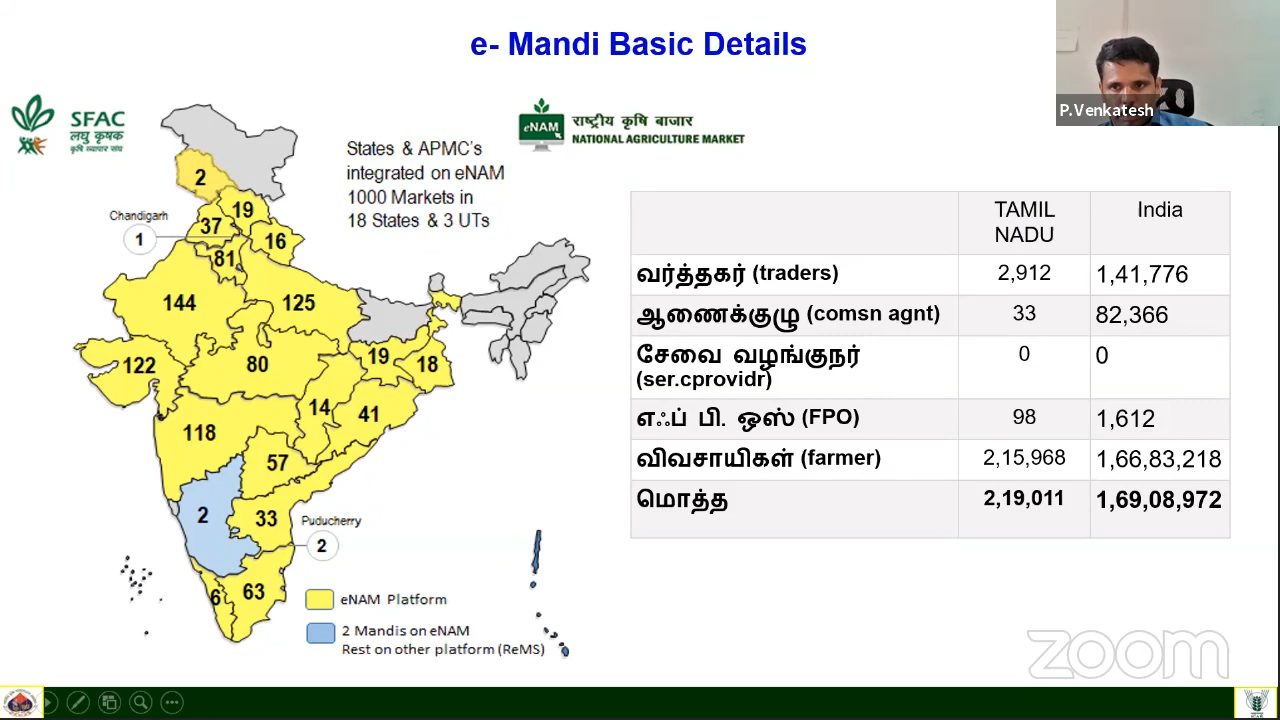 e- Mandi Basic Details
P.Venkatesh
SFAC
लघु कृषक
कृषि व्यापार संघ
eNAM
राष्ट्रीय कृषि बाजार
NATIONAL AGRICULTURE MARKET
States & APMC's
integrated on eNAM
1000 Markets in
18 States & 3 UTs
2
19
37
Chandigarh
1
16
81
144
125
122
80
19
18
14
41
118
57
2
33
Puducherry
2
6
63
eNAM Platform
2 Mandis on eNAM
Rest on other platform (ReMS)
TAMIL
NADU
India
வர்த்தகர் (traders) 2,912 1,41,776
ஆணைக்குழு (comsn agnt) 33 82,366
சேவை வழங்குநர்
(ser.cprovidr) 0 0
எஃப் பி. ஒஸ் (FPO) 98 1,612
விவசாயிகள் (farmer) 2,15,968 1,66,83,218
மொத்த 2,19,011 1,69,08,972
zoom